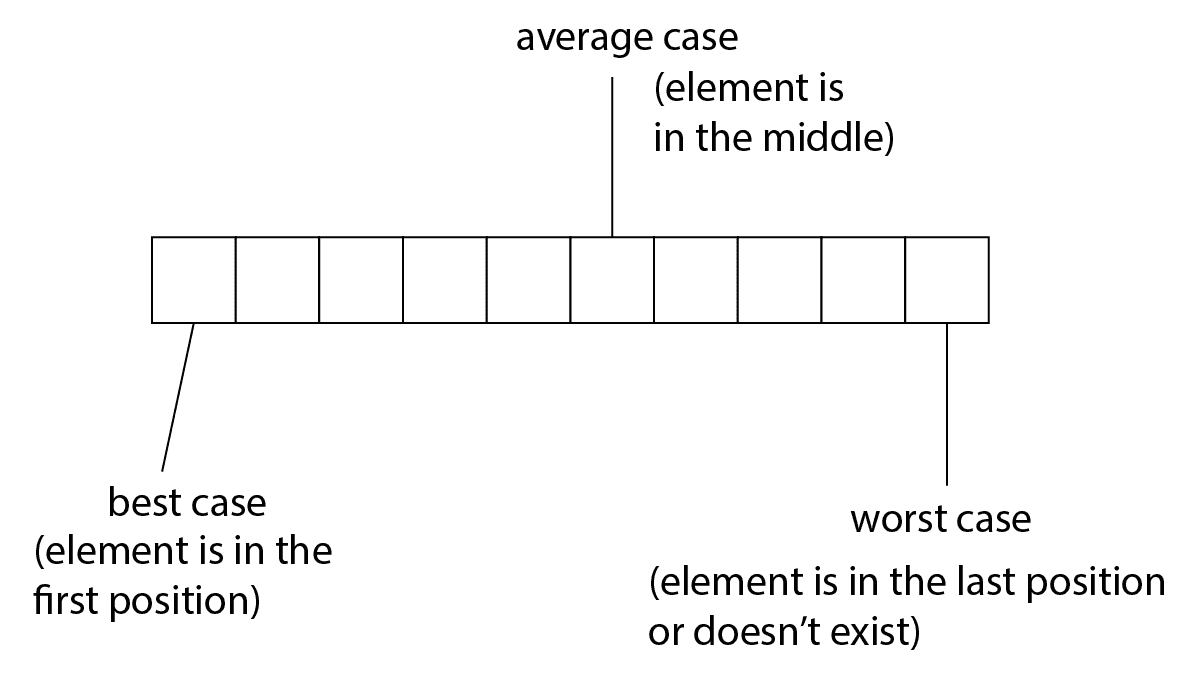 average case
(element is
in the middle)
best case
(element is in the
first position)
worst case
(element is in the last position
or doesn’t exist)